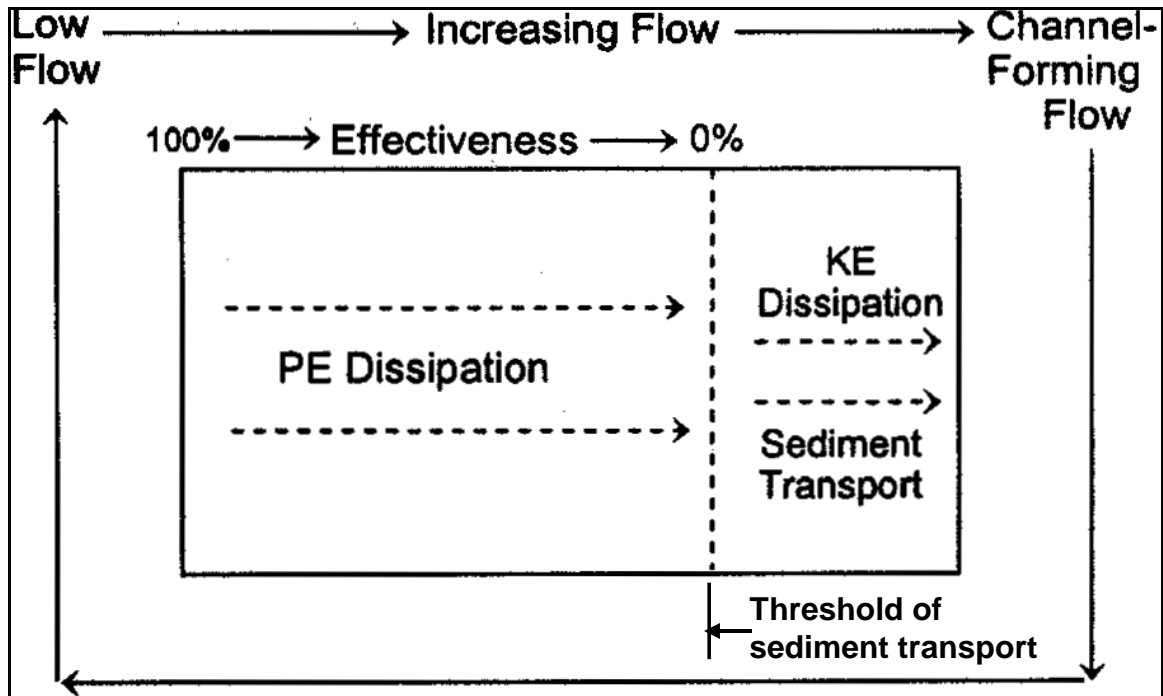 Low
Flow
Increasing Flow
Channel-
Forming
Flow
100%
Effectiveness
0%
PE Dissipation
KE
Dissipation
Sediment
Transport
Threshold of
sediment transport